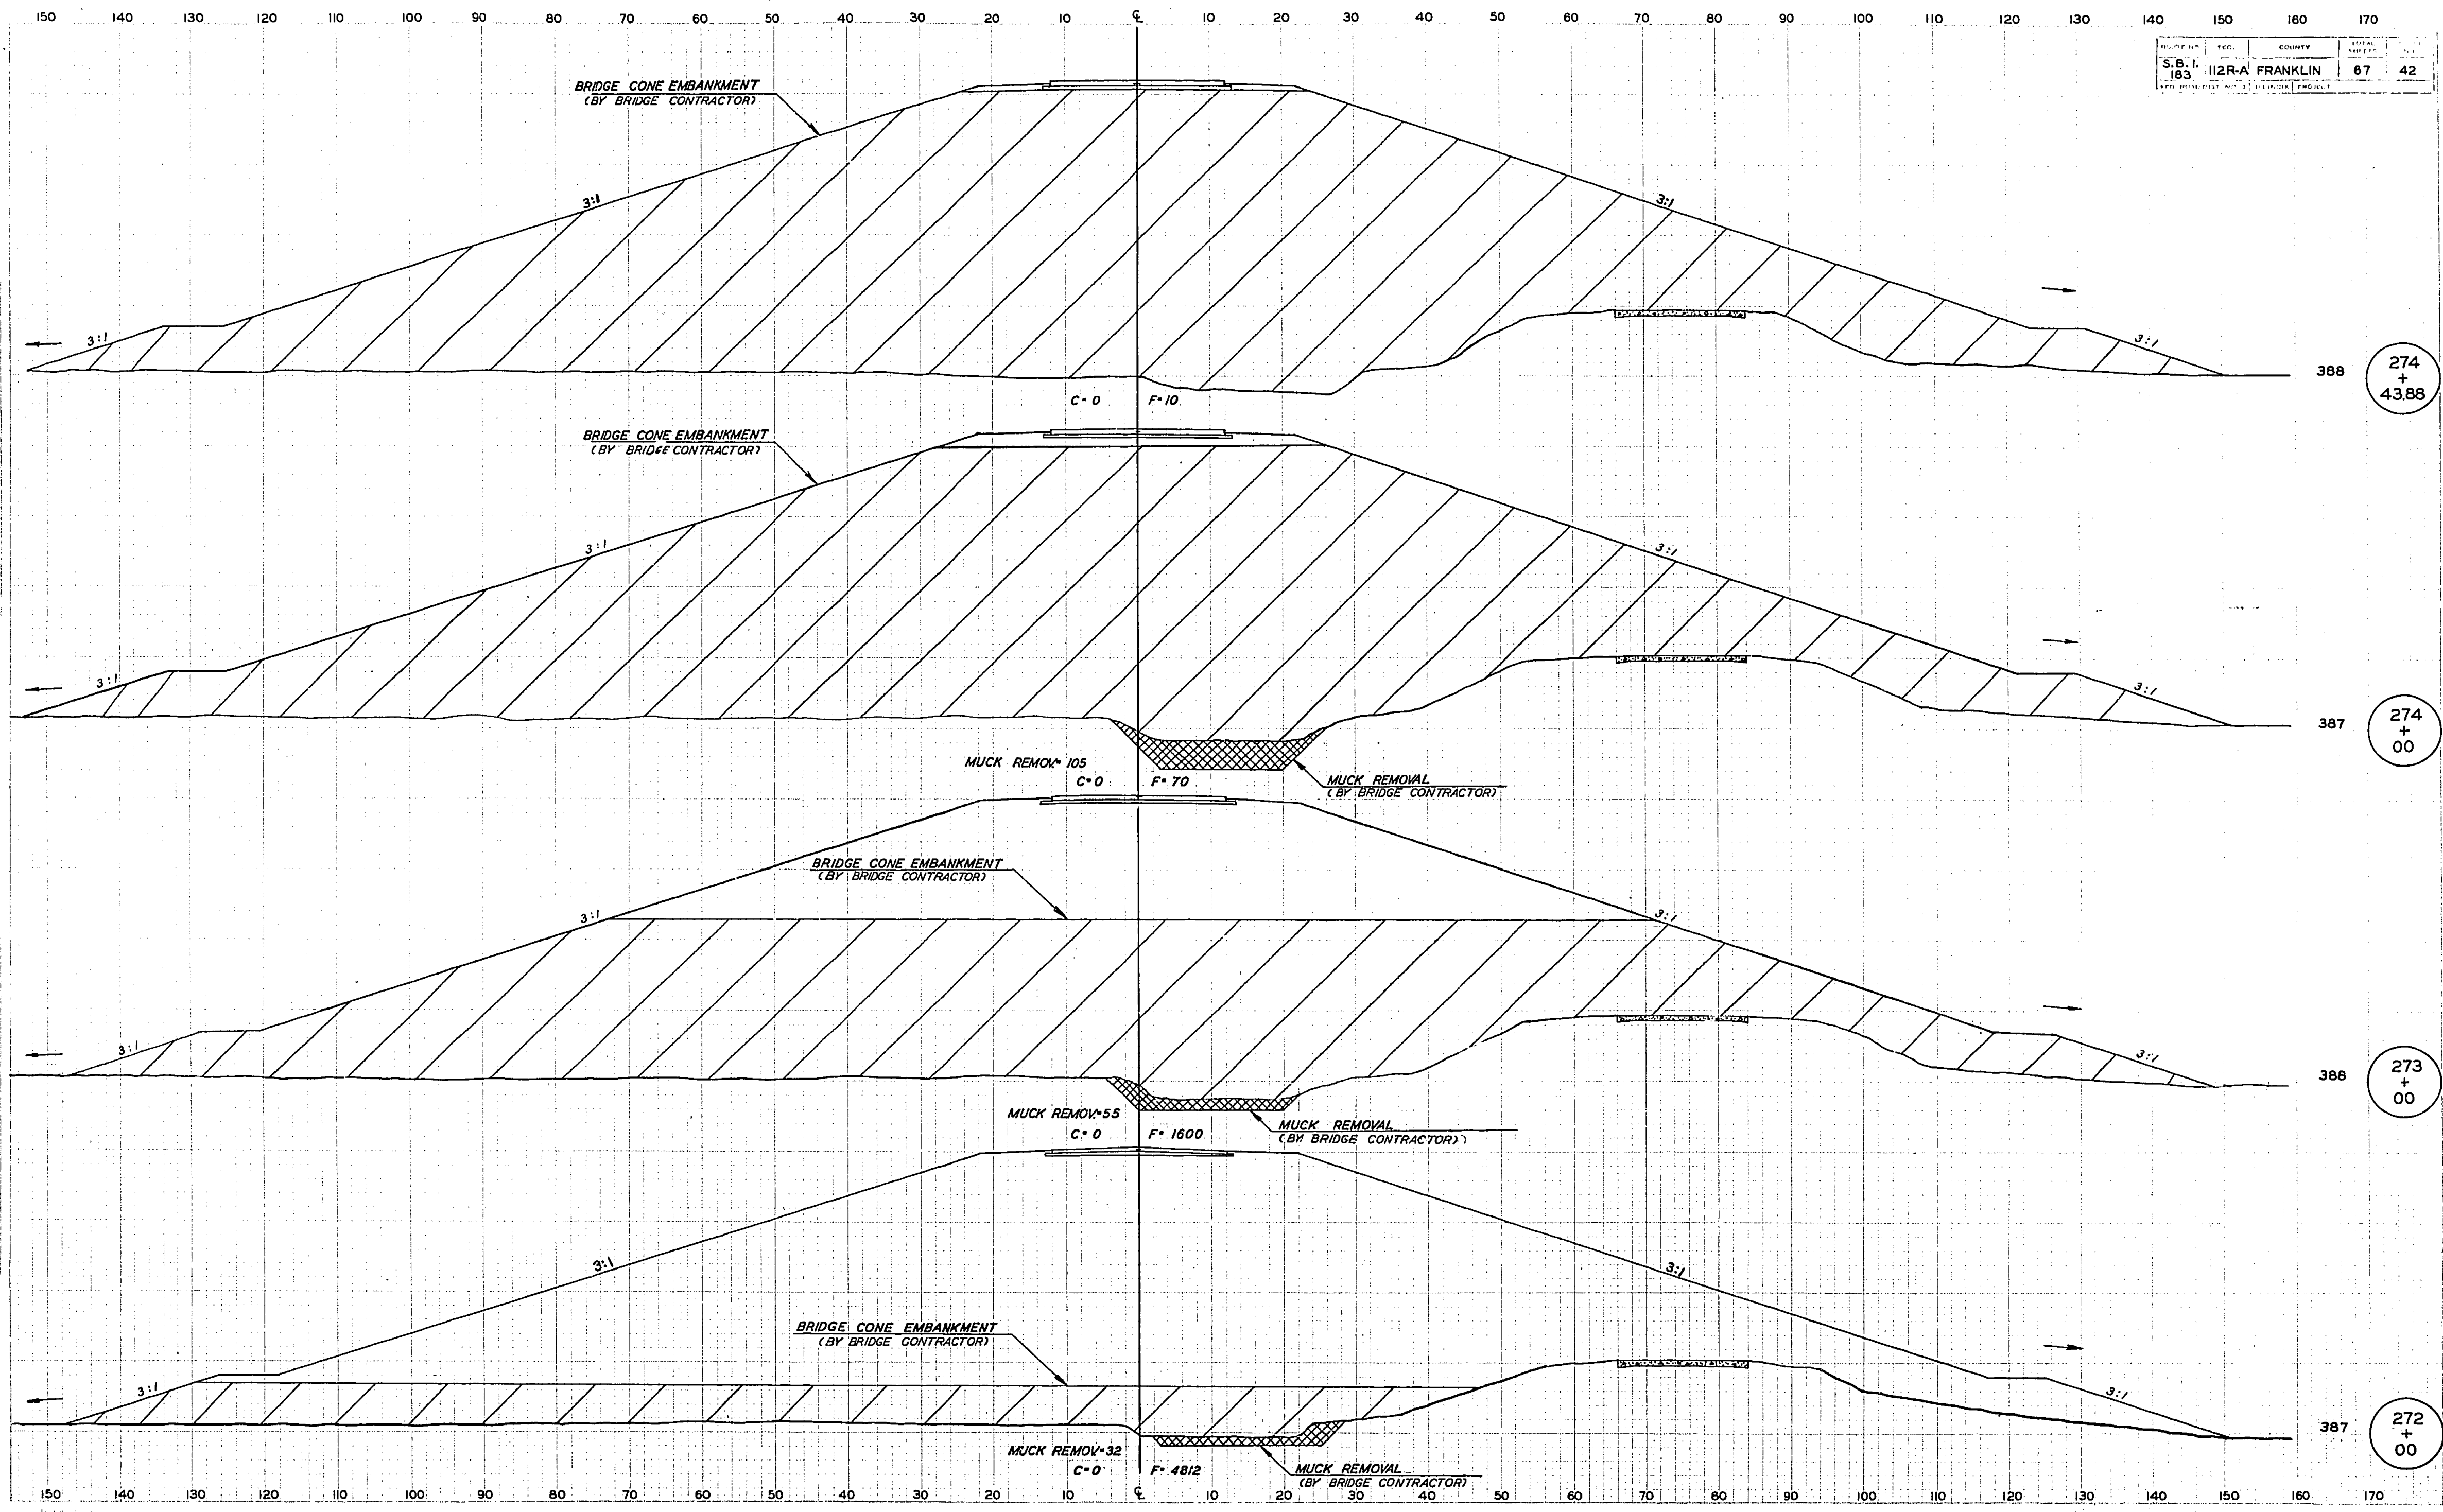 150 140 130 120 110 100 90 80 70 60 50 40 30 20 10 ℄ 10 20 30 40 50 60 70 80 90 100 110 120 130 140 150 160 170
COUNTY TOTAL SHEETS
S.B.I. 183 112R-A FRANKLIN 67 42
BRIDGE CONE EMBANKMENT
(BY BRIDGE CONTRACTOR)
3:1
3:1
3:1
3:1
388
274 + 43.88
C=0 F=10
BRIDGE CONE EMBANKMENT
(BY BRIDGE CONTRACTOR)
3:1
3:1
3:1
3:1
387
274 + 00
MUCK REMOV.=105
C=0 F=70
MUCK REMOVAL
(BY BRIDGE CONTRACTOR)
BRIDGE CONE EMBANKMENT
(BY BRIDGE CONTRACTOR)
3:1
3:1
3:1
3:1
388
273 + 00
MUCK REMOV.=55
C=0 F=1600
MUCK REMOVAL
(BY BRIDGE CONTRACTOR)
3:1
3:1
BRIDGE CONE EMBANKMENT
(BY BRIDGE CONTRACTOR)
3:1
3:1
387
272 + 00
MUCK REMOV=32
C=0 F=4812
MUCK REMOVAL
(BY BRIDGE CONTRACTOR)
150 140 130 120 110 100 90 80 70 60 50 40 30 20 10 ℄ 10 20 30 40 50 60 70 80 90 100 110 120 130 140 150 160